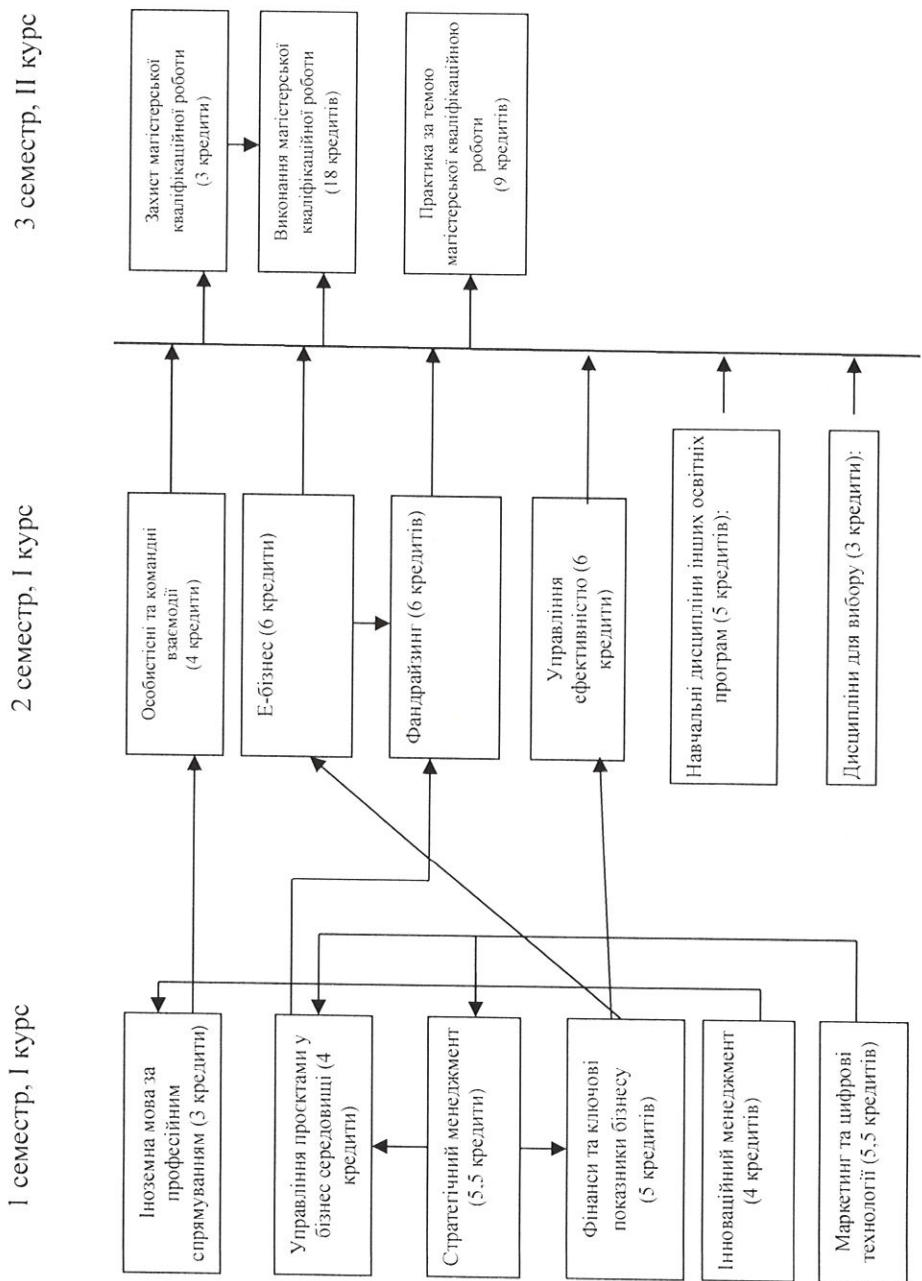 1 семестр, І курс
Іноземна мова за
професійним
спрямуванням (3 кредити)
Управління проєктами у
бізнес середовищі (4
кредити)
Стратегічний менеджмент
(5.5 кредити)
Фінанси та ключові
показники бізнесу
(5 кредитів)
Інноваційний менеджмент
(4 кредитів)
Маркетинг та цифрові
технології (5,5 кредитів)
2 семестр, І курс
Особистісні та командні
взаємодії
(4 кредити)
Е-бізнес (6 кредити)
Фандрайзинг (6 кредитів)
Управління
ефективністю (6
кредити)
Навчальні дисципліни інших освітніх
програм (5 кредитів):
Дисципліни для вибору (3 кредити):
3 семестр, ІІ курс
Захист магістерської
кваліфікаційної роботи
(3 кредити)
Виконання магістерської
кваліфікаційної роботи
(18 кредитів)
Практика за темою
магістерської кваліфікаційною
роботи
(9 кредитів)